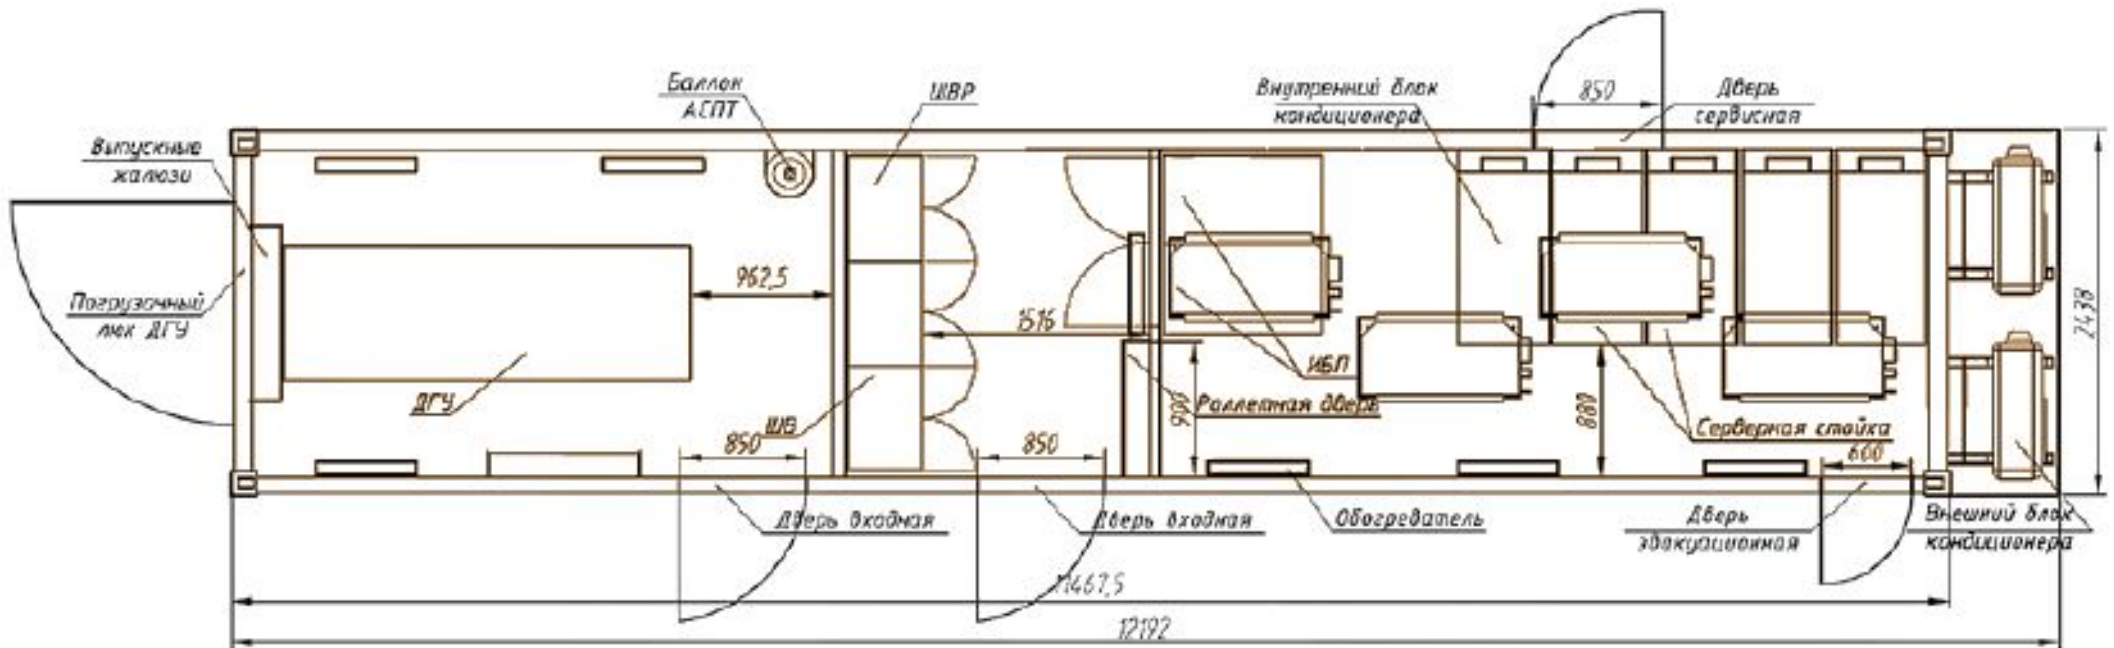 Баллон
АСПТ
ШВР
Внутренний блок
кондиционера
850
Дверь
сервисная
Выпускные
жалюзи
Погрузочный
люк ДГУ
962,5
1516
2438
ДГУ
ШВ
ИБП
900
Роллетная дверь
880
Серверная стойка
850
850
600
Дверь входная
Дверь входная
Обогреватель
Дверь
эвакуационная
Внешний блок
кондиционера
11467,5
12192